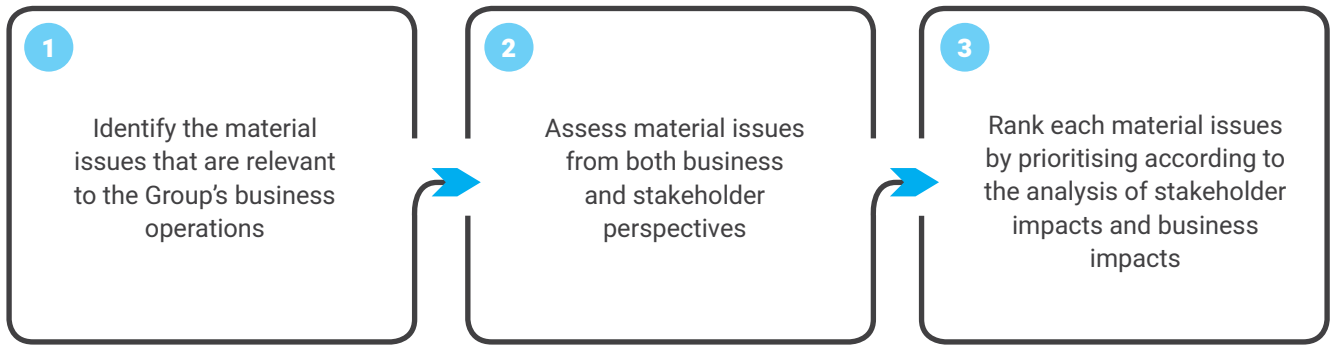 1
Identify the material
issues that are relevant
to the Group's business
operations
2
Assess material issues
from both business
and stakeholder
perspectives
3
Rank each material issues
by prioritising according to
the analysis of stakeholder
impacts and business
impacts